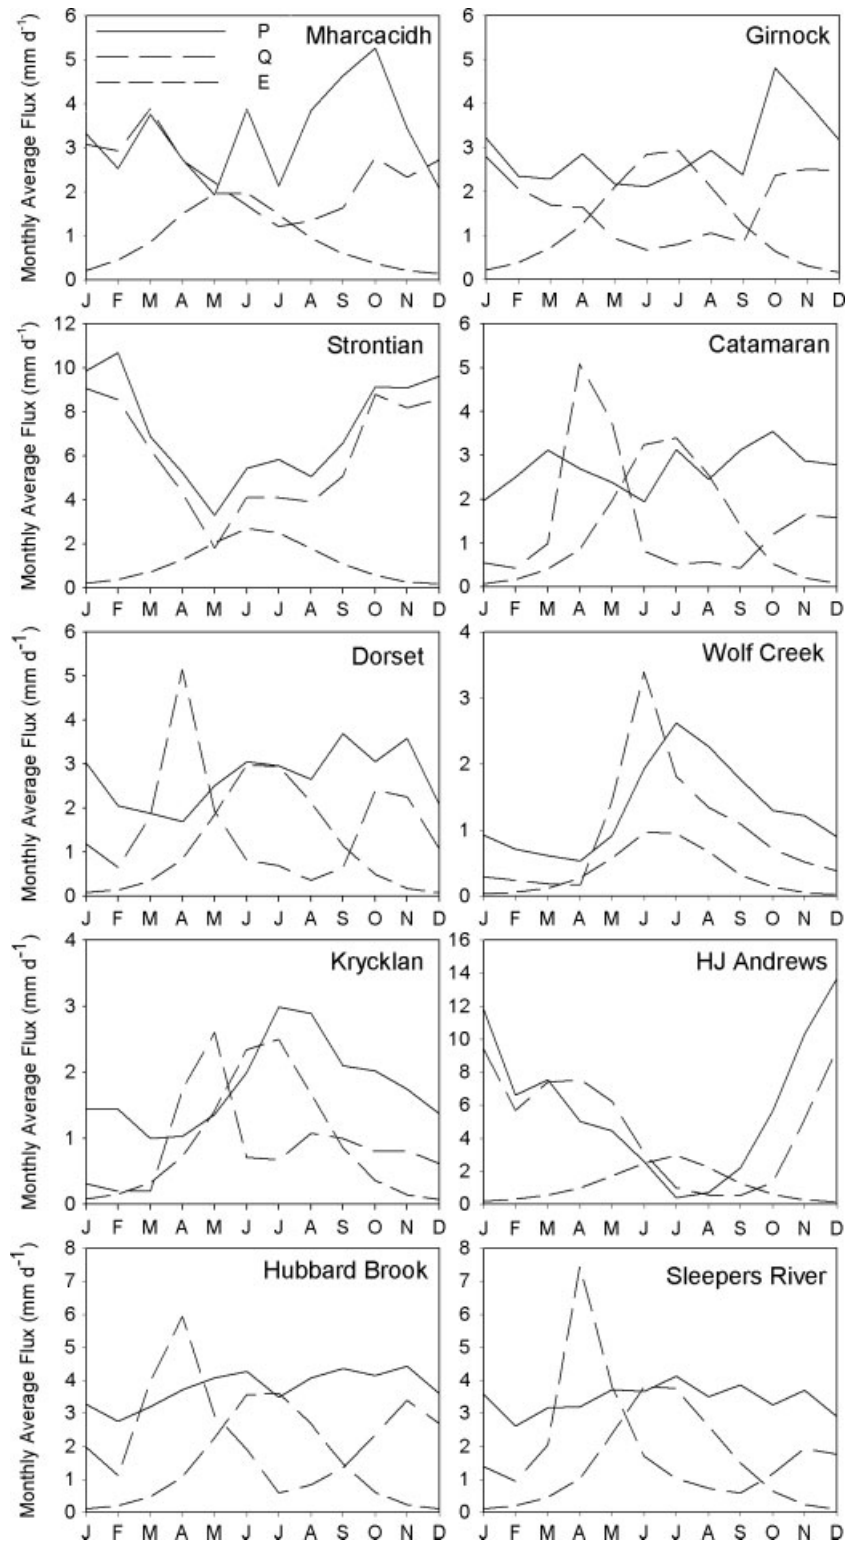 Monthly Average Flux (mm d⁻¹)
6
5
4
3
2
1
0
P
Q
E
Mharcacidh
J F M A M J J A S O N D
6
5
4
3
2
1
0
Girnock
J F M A M J J A S O N D
Monthly Average Flux (mm d⁻¹)
12
10
8
6
4
2
0
Strontian
J F M A M J J A S O N D
6
5
4
3
2
1
0
Catamaran
J F M A M J J A S O N D
Monthly Average Flux (mm d⁻¹)
6
5
4
3
2
1
0
Dorset
J F M A M J J A S O N D
4
3
2
1
0
Wolf Creek
J F M A M J J A S O N D
Monthly Average Flux (mm d⁻¹)
4
3
2
1
0
Krycklan
J F M A M J J A S O N D
16
14
12
10
8
6
4
2
0
HJ Andrews
J F M A M J J A S O N D
Monthly Average Flux (mm d⁻¹)
8
7
6
5
4
3
2
1
0
Hubbard Brook
J F M A M J J A S O N D
8
7
6
5
4
3
2
1
0
Sleepers River
J F M A M J J A S O N D